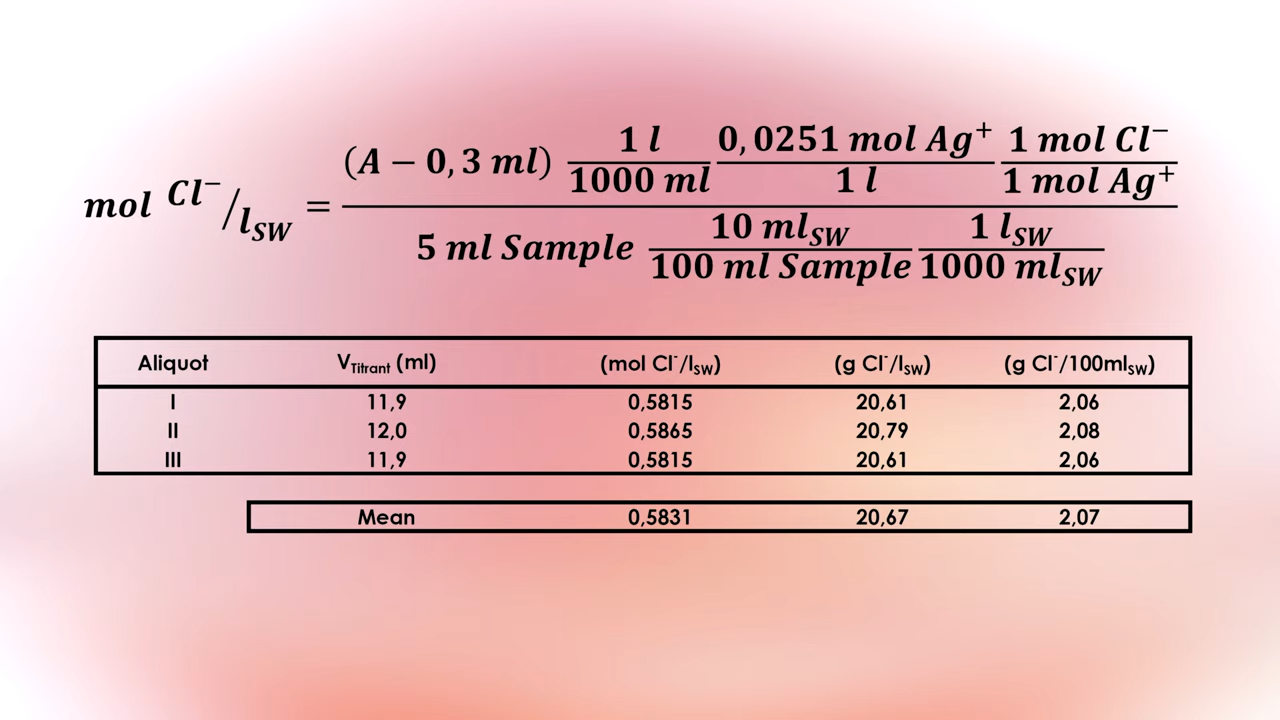 mol Cl⁻/l_SW = ((A − 0,3 ml) (1 l / 1000 ml) (0,0251 mol Ag⁺ / 1 l) (1 mol Cl⁻ / 1 mol Ag⁺)) / (5 ml Sample (10 ml_SW / 100 ml Sample) (1 l_SW / 1000 ml_SW))
Aliquot V_Titrant (ml) (mol Cl⁻/l_SW) (g Cl⁻/l_SW) (g Cl⁻/100ml_SW)
I 11,9 0,5815 20,61 2,06
II 12,0 0,5865 20,79 2,08
III 11,9 0,5815 20,61 2,06
Mean 0,5831 20,67 2,07